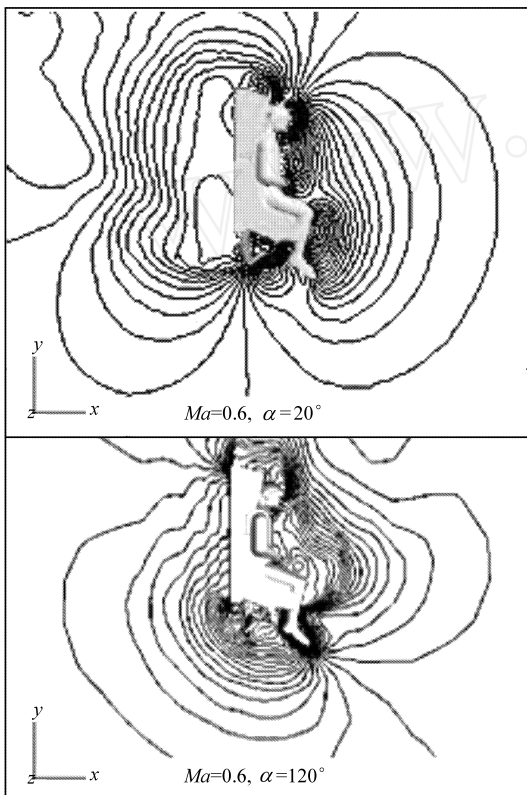 w.
y
z x
Ma=0.6, α=20°
y
z x
Ma=0.6, α=120°